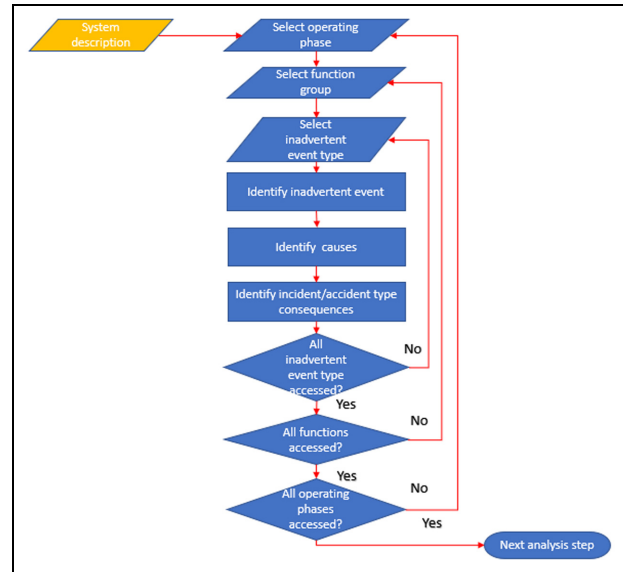 System
description
Select operating
phase
Select function
group
Select
inadvertent
event type
Identify inadvertent event
Identify causes
Identify incident/accident type
consequences
All
inadvertent
event type
accessed?
No
Yes
All functions
accessed?
No
Yes
All operating
phases
accessed?
No
Yes
Next analysis step